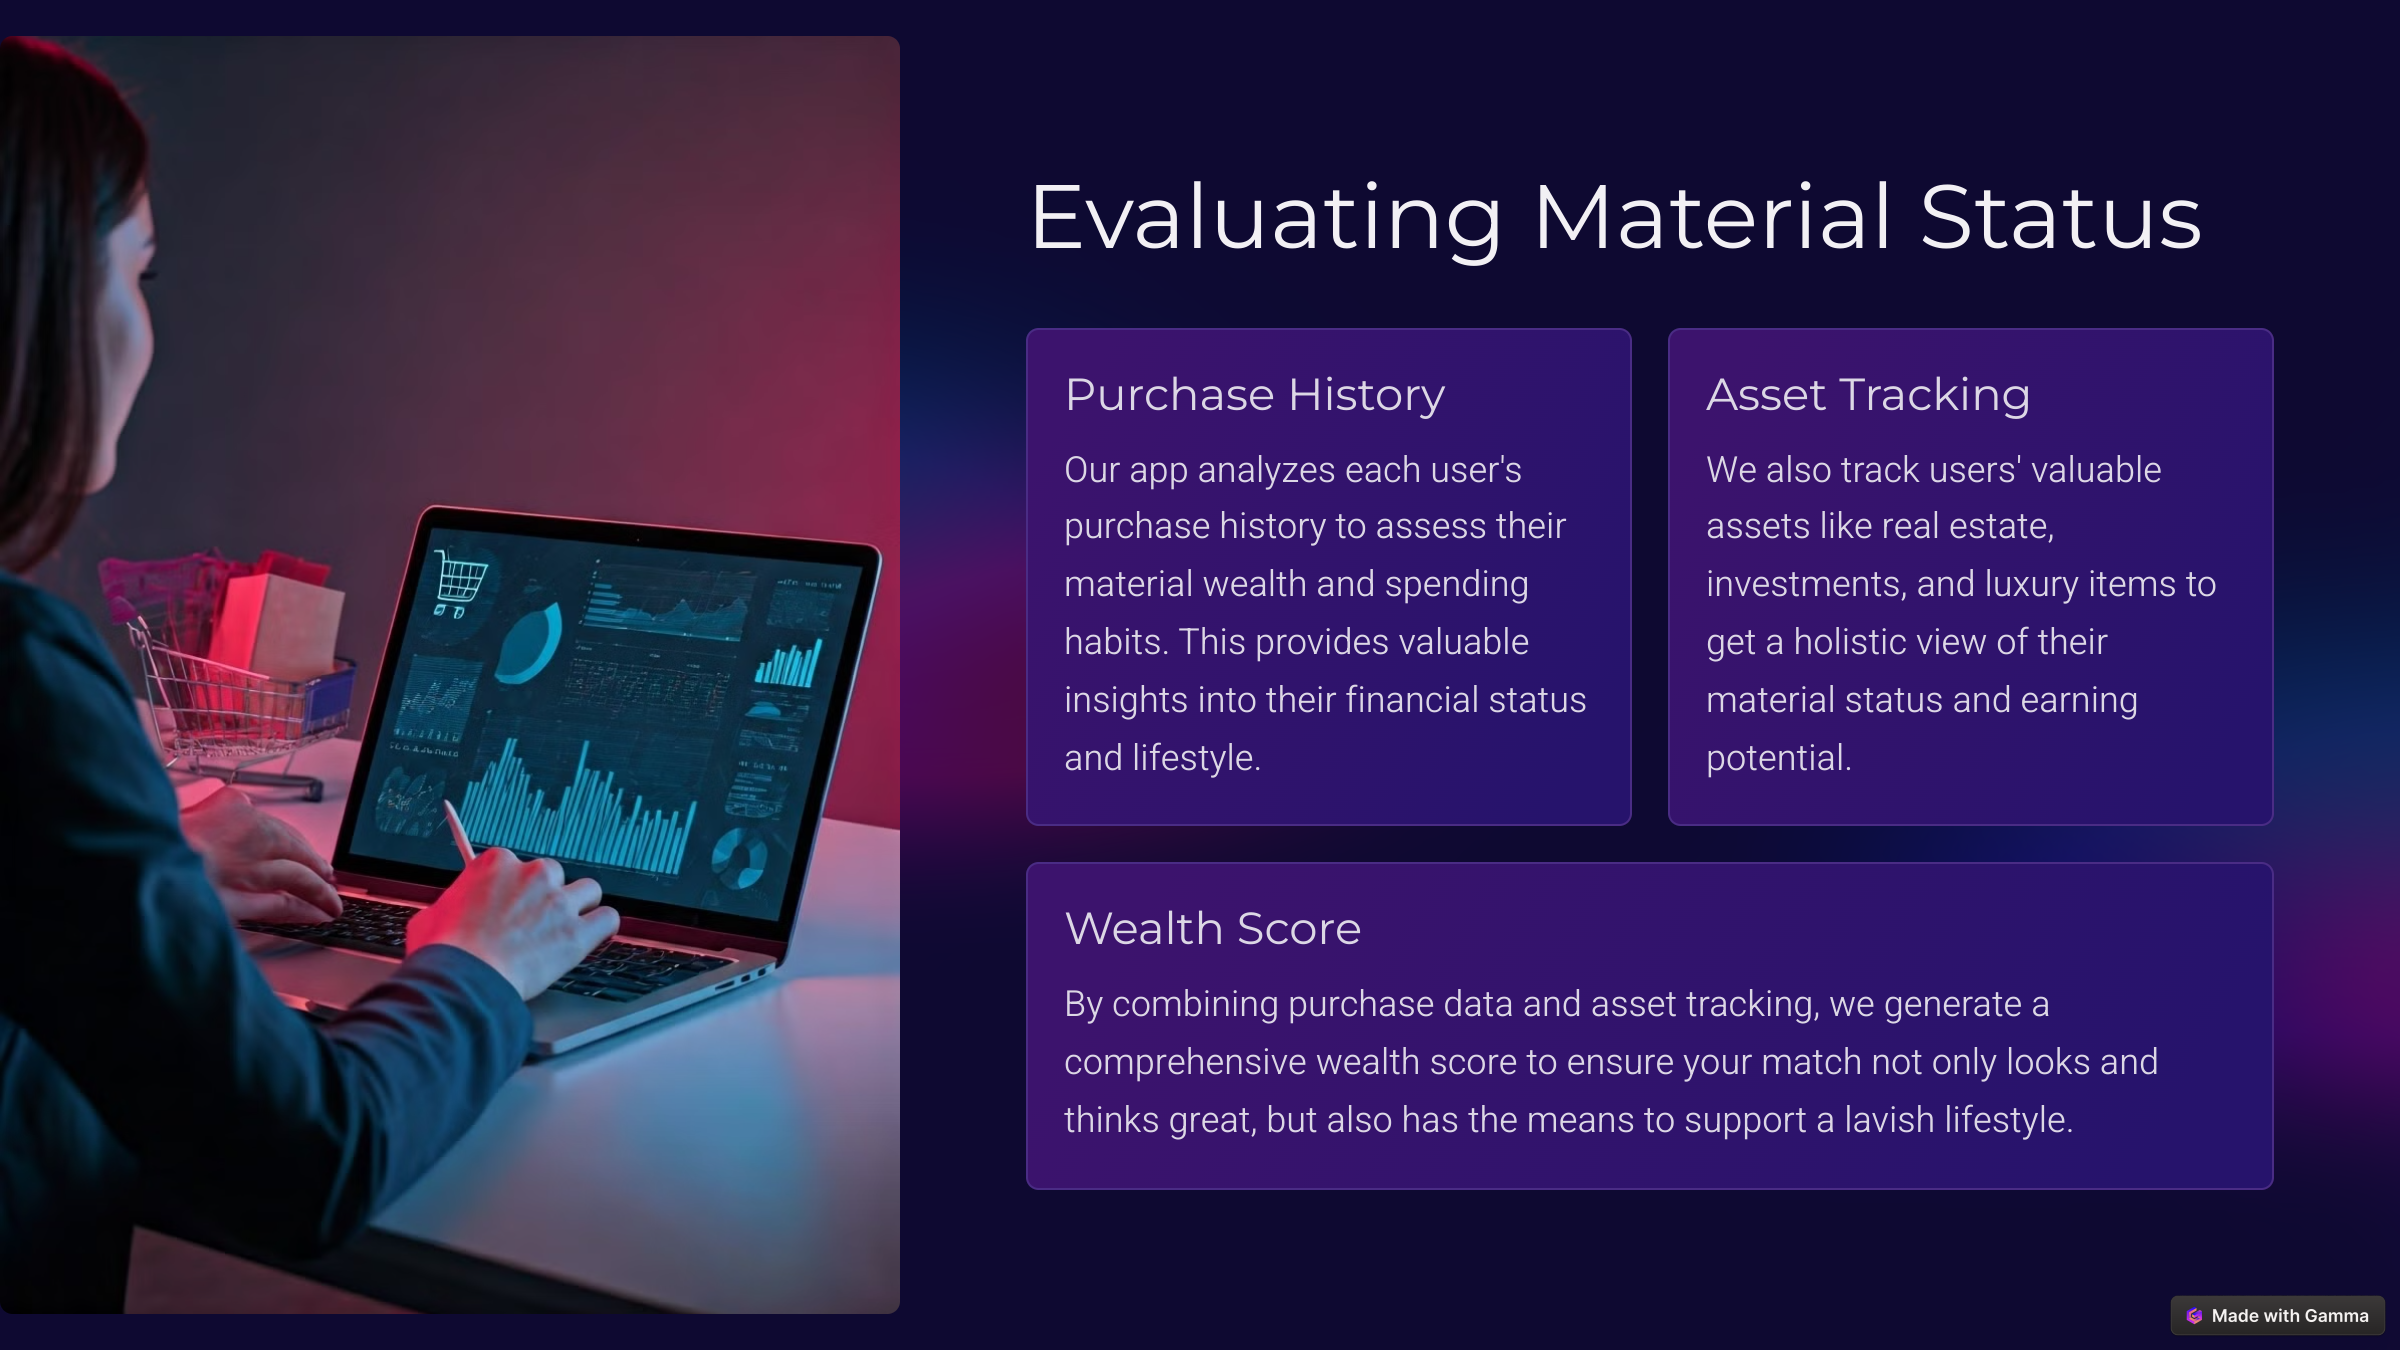 Evaluating Material Status
Purchase History
Our app analyzes each user's
purchase history to assess their
material wealth and spending
habits. This provides valuable
insights into their financial status
and lifestyle.
Asset Tracking
We also track users' valuable
assets like real estate,
investments, and luxury items to
get a holistic view of their
material status and earning
potential.
Wealth Score
By combining purchase data and asset tracking, we generate a
comprehensive wealth score to ensure your match not only looks and
thinks great, but also has the means to support a lavish lifestyle.
Made with Gamma